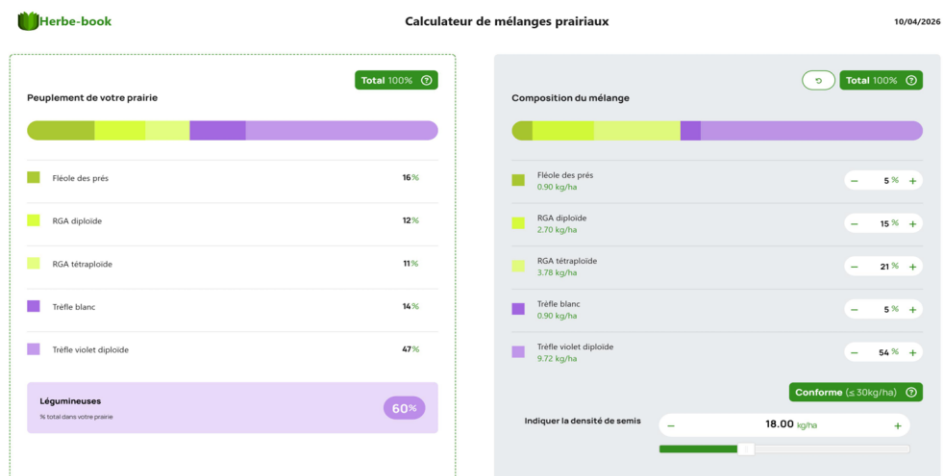 Herbe-book
Calculateur de mélanges prairiaux
10/04/2026
Total 100% ?
Peuplement de votre prairie
Fléole des prés 16%
RGA diploïde 12%
RGA tétraploïde 11%
Trèfle blanc 14%
Trèfle violet diploïde 47%
Légumineuses
% total dans votre prairie
60%
Total 100% ?
Composition du mélange
Fléole des prés
0.90 kg/ha
− 5 % +
RGA diploïde
2.70 kg/ha
− 15 % +
RGA tétraploïde
3.78 kg/ha
− 21 % +
Trèfle blanc
0.90 kg/ha
− 5 % +
Trèfle violet diploïde
9.72 kg/ha
− 54 % +
Conforme (≤30kg/ha) ?
Indiquer la densité de semis − 18.00 kg/ha +